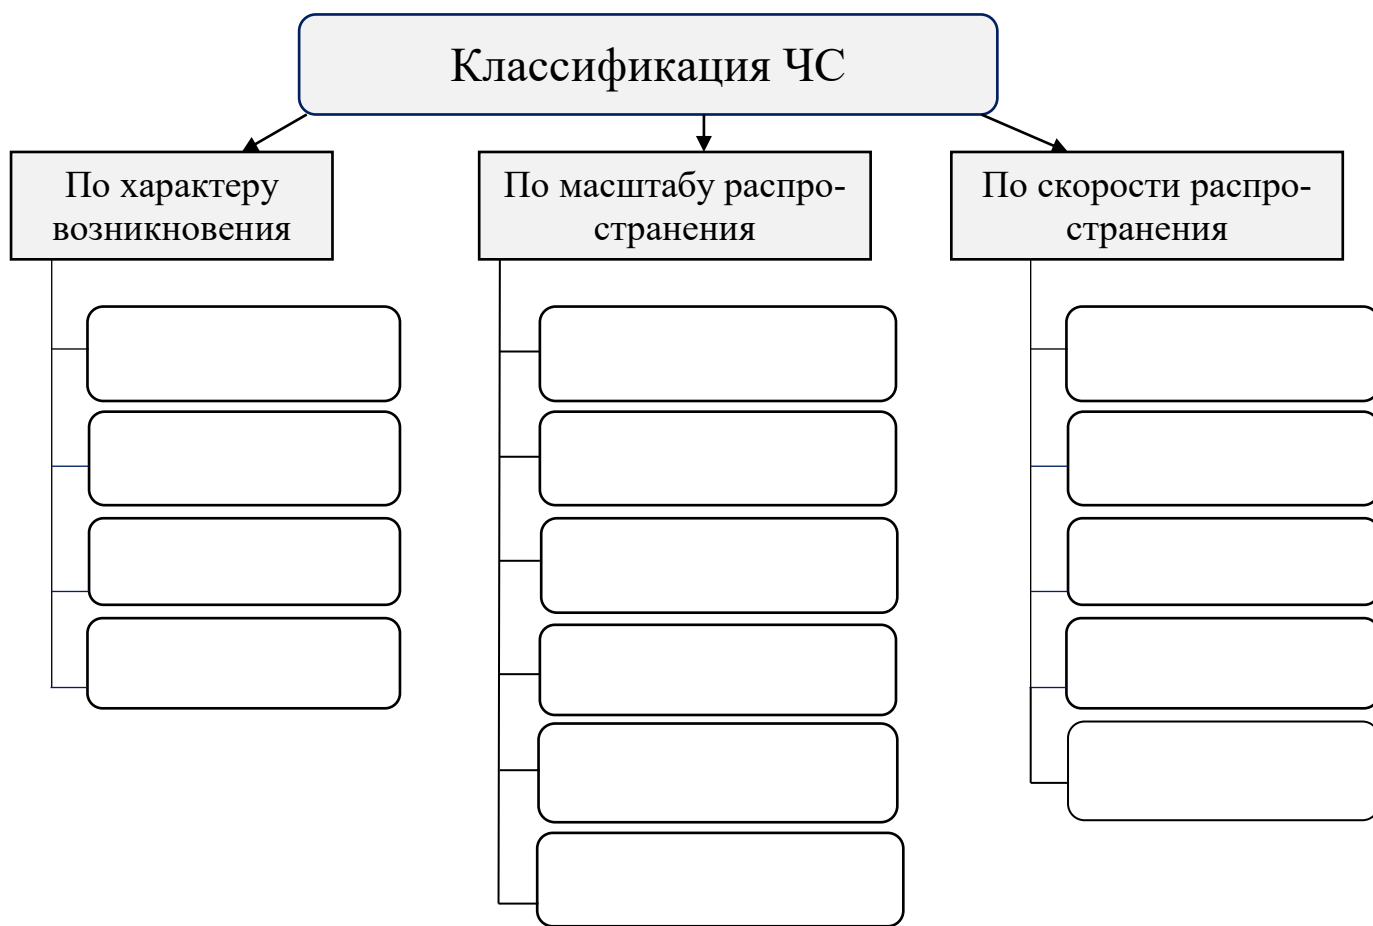 Классификация ЧС
По характеру
возникновения
По масштабу распро-
странения
По скорости распро-
странения